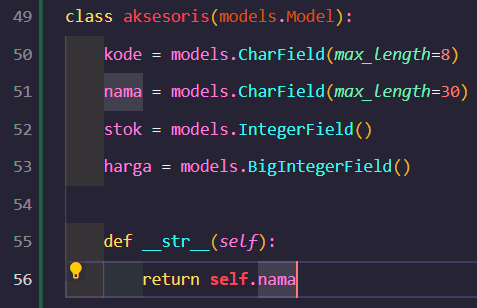 49 class aksesoris(models.Model):
50 kode = models.CharField(max_length=8)
51 nama = models.CharField(max_length=30)
52 stok = models.IntegerField()
53 harga = models.BigIntegerField()
54
55 def __str__(self):
56 return self.nama